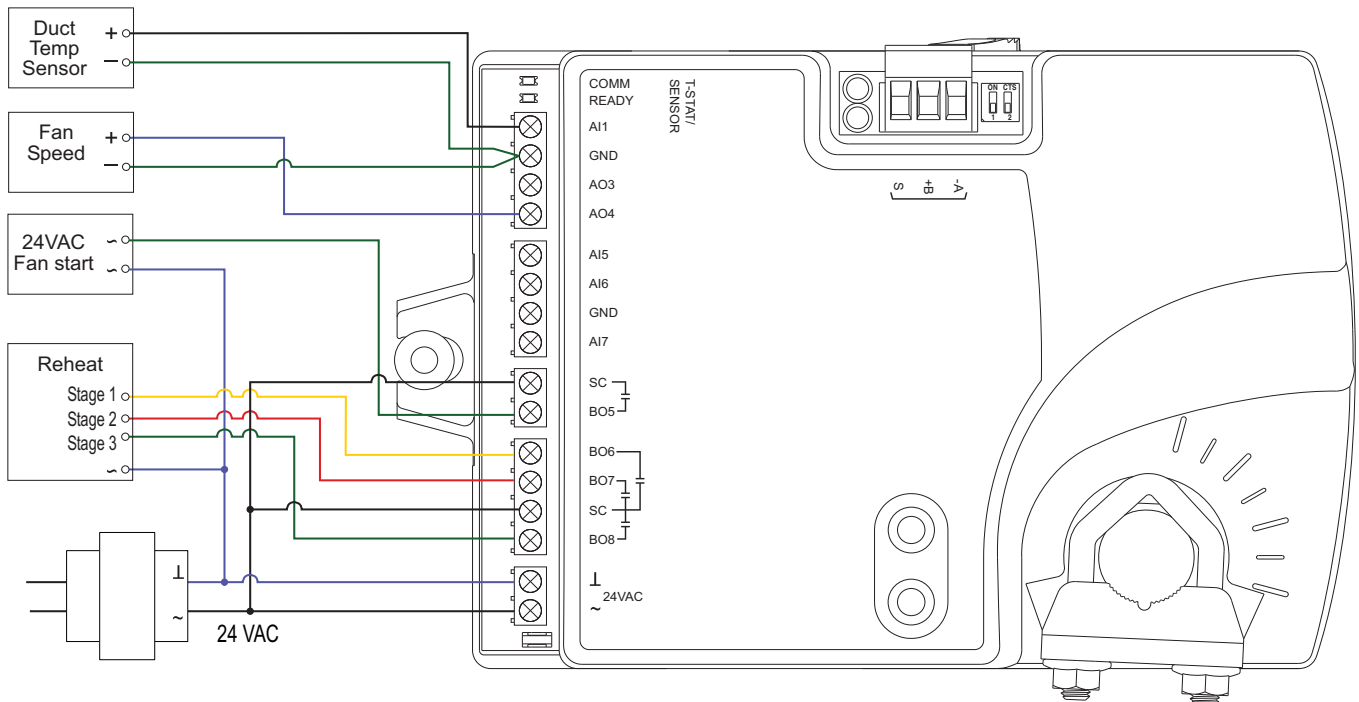 Duct
Temp
Sensor
+
−
Fan
Speed
+
−
24VAC
Fan start
~
~
Reheat
Stage 1
Stage 2
Stage 3
~
⊥
~
24 VAC
COMM
READY
AI1
GND
AO3
AO4
AI5
AI6
GND
AI7
SC
BO5
BO6
BO7
SC
BO8
⊥
24VAC
~
T-STAT/
SENSOR
ON CTS
1 2
S
+B
-A